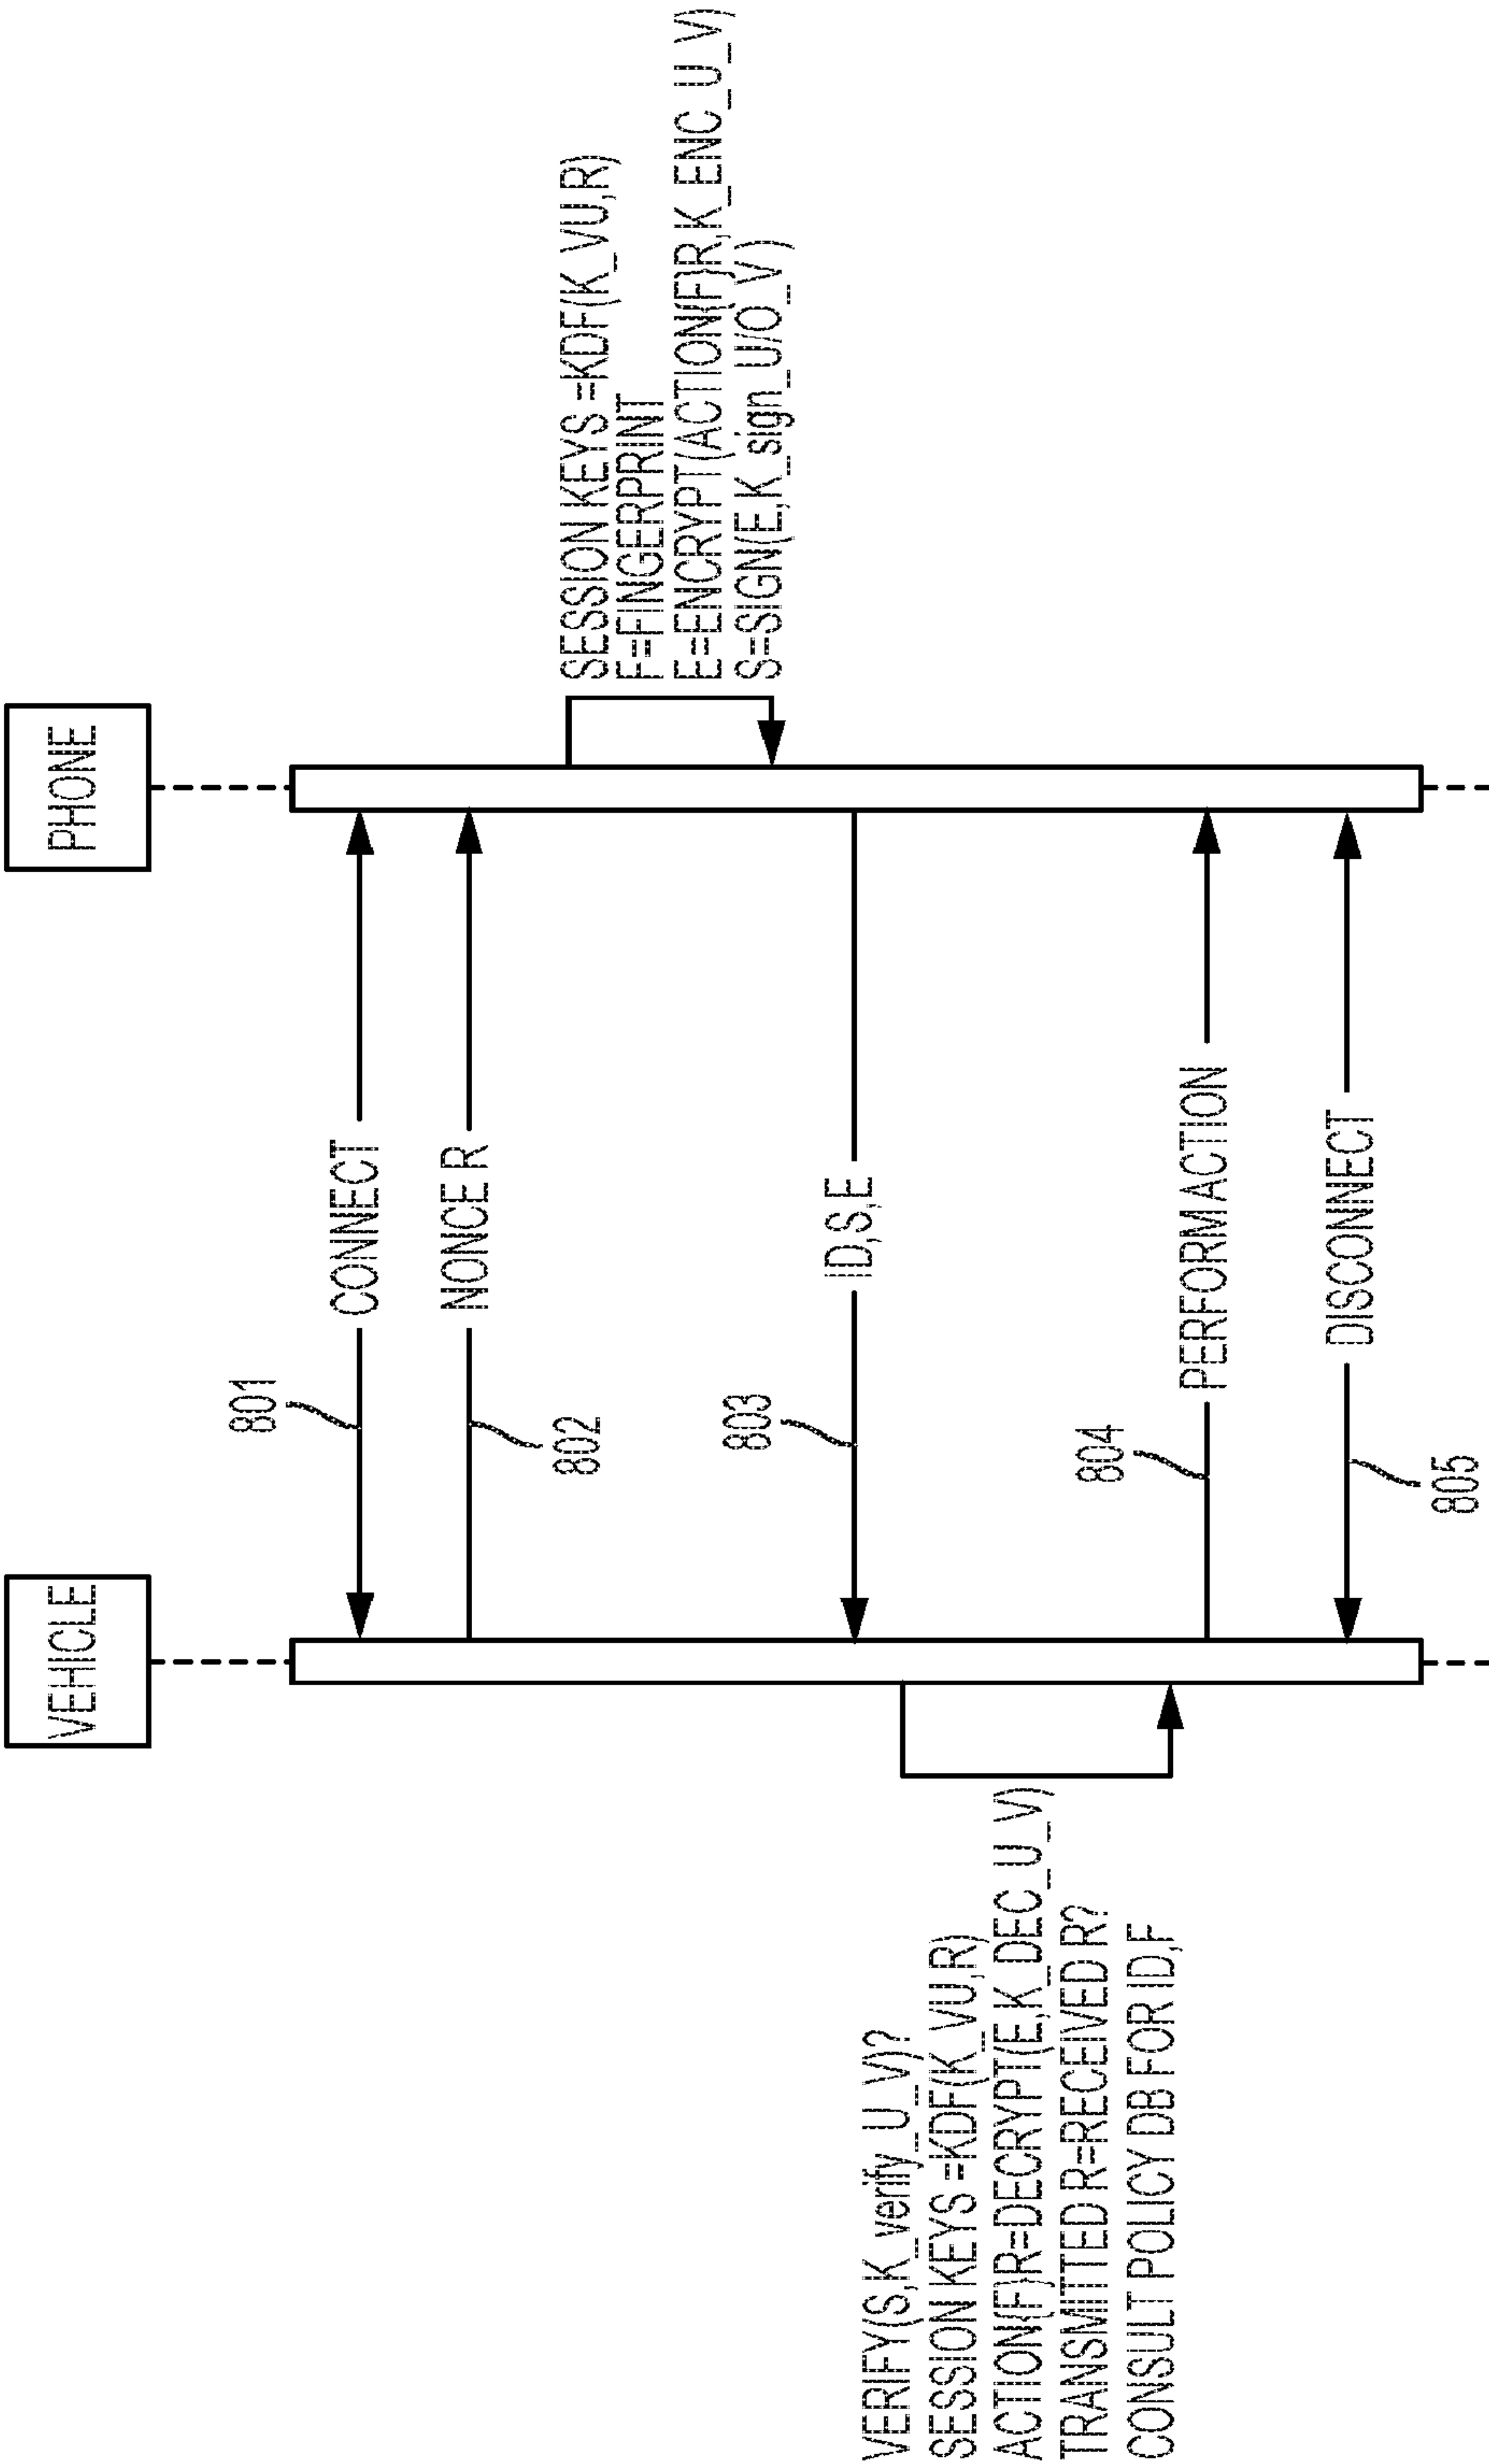 VEHICLE
PHONE
801
CONNECT
802
NONCE R
SESSION KEYS =KDF(K_VU,R)
F=FINGERPRINT
E=ENCRYPT(ACTION{F}R,K_ENC_U_V)
S=SIGN(E,K_sign_U/O_V )
803
ID,S,E
VERIFY(S,K_verify_U_V)?
SESSION KEYS =KDF(K_VU,R)
ACTION{F}R=DECRYPT(E,K_DEC_U_V)
TRANSMITTED R=RECEIVED R?
CONSULT POLICY DB FOR ID,F
804
PERFORM ACTION
DISCONNECT
805